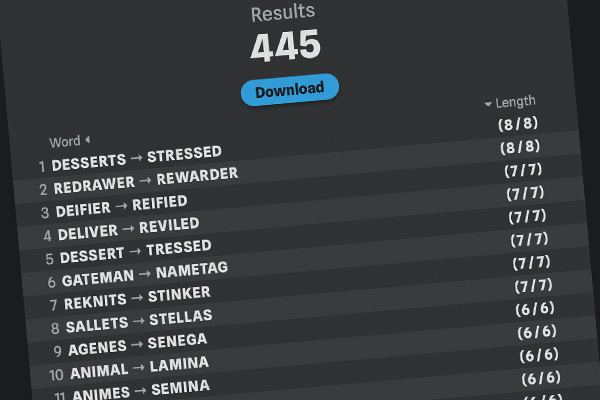 Results
445
Download
Word Length
1 DESSERTS → STRESSED (8/8)
2 REDRAWER → REWARDER (8/8)
3 DEIFIER → REIFIED (7/7)
4 DELIVER → REVILED (7/7)
5 DESSERT → TRESSED (7/7)
6 GATEMAN → NAMETAG (7/7)
7 REKNITS → STINKER (7/7)
8 SALLETS → STELLAS (7/7)
9 AGENES → SENEGA (6/6)
10 ANIMAL → LAMINA (6/6)
11 ANIMES → SEMINA (6/6)
(6/6)